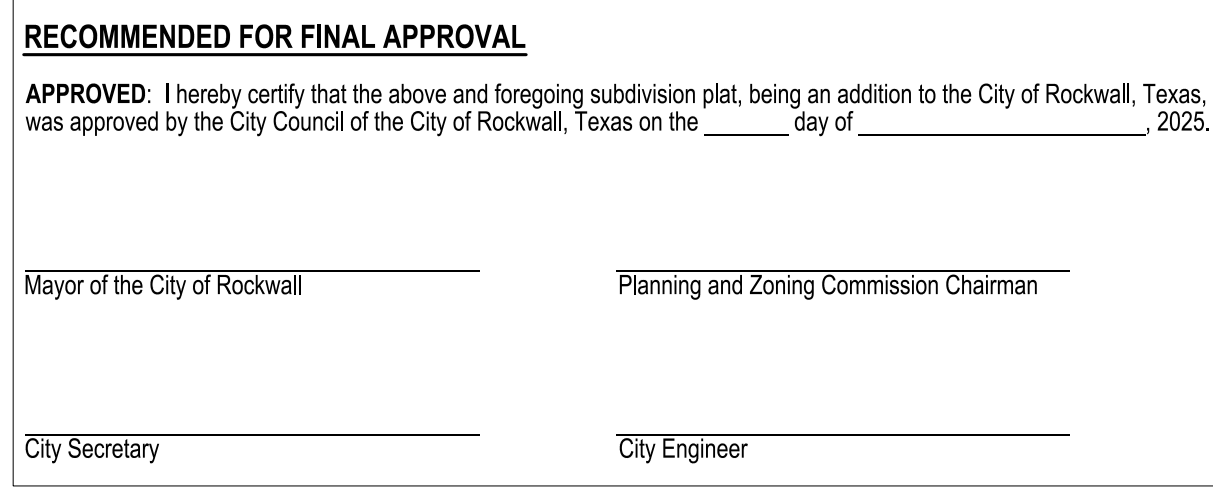 RECOMMENDED FOR FINAL APPROVAL
APPROVED: I hereby certify that the above and foregoing subdivision plat, being an addition to the City of Rockwall, Texas,
was approved by the City Council of the City of Rockwall, Texas on the _______ day of ________________________, 2025.
Mayor of the City of Rockwall
Planning and Zoning Commission Chairman
City Secretary
City Engineer